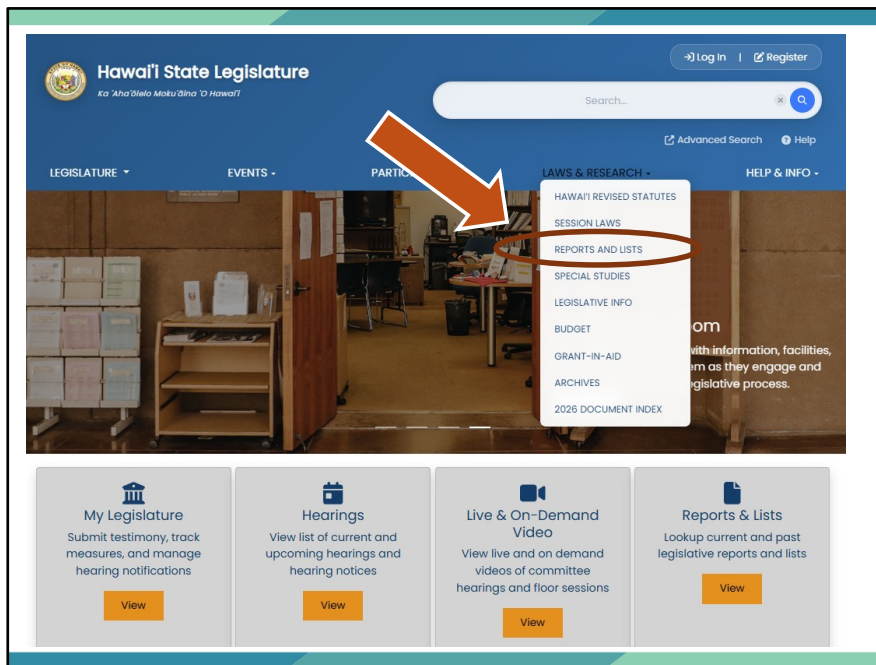 Hawai'i State Legislature
Ka 'Aha'ōlelo Moku'āina 'O Hawai'i
Log In | Register
Search...
Advanced Search Help
LEGISLATURE EVENTS LAWS & RESEARCH HELP & INFO
HAWAI'I REVISED STATUTES
SESSION LAWS
REPORTS AND LISTS
SPECIAL STUDIES
LEGISLATIVE INFO
BUDGET
GRANT-IN-AID
ARCHIVES
2026 DOCUMENT INDEX
with information, facilities,
as they engage and
process.
My Legislature
Submit testimony, track
measures, and manage
hearing notifications
View
Hearings
View list of current and
upcoming hearings and
hearing notices
View
Live & On-Demand
Video
View live and on demand
videos of committee
hearings and floor sessions
View
Reports & Lists
Lookup current and past
legislative reports and lists
View